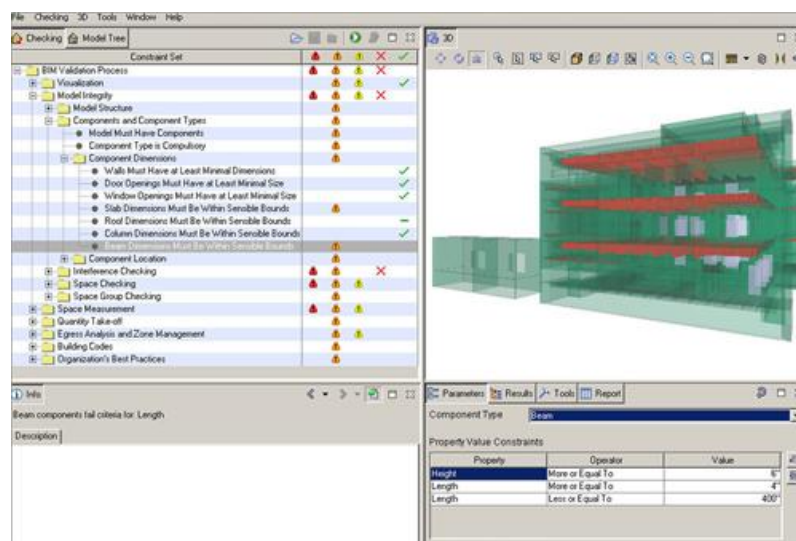 File Checking 3D Tools Window Help
Checking Model Tree
Constraint Set
BIM Validation Process
Visualization
Model Integrity
Model Structure
Components and Component Types
Model Must Have Components
Component Type is Compulsory
Component Dimensions
Walls Must Have at Least Minimal Dimensions
Door Openings Must Have at Least Minimal Size
Window Openings Must Have at Least Minimal Size
Slab Dimensions Must Be Within Sensible Bounds
Roof Dimensions Must Be Within Sensible Bounds
Column Dimensions Must Be Within Sensible Bounds
Beam Dimensions Must Be Within Sensible Bounds
Component Location
Interference Checking
Space Checking
Space Group Checking
Space Measurement
Quantity Take-off
Egress Analysis and Zone Management
Building Codes
Organization's Best Practices
3D
Info
Beam components fail criteria for: Length
Description
Parameters Results Tools Report
Component Type Beam
Property Value Constraints
Property Operator Value
Height More or Equal To 6"
Length More or Equal To 4"
Length Less or Equal To 400"